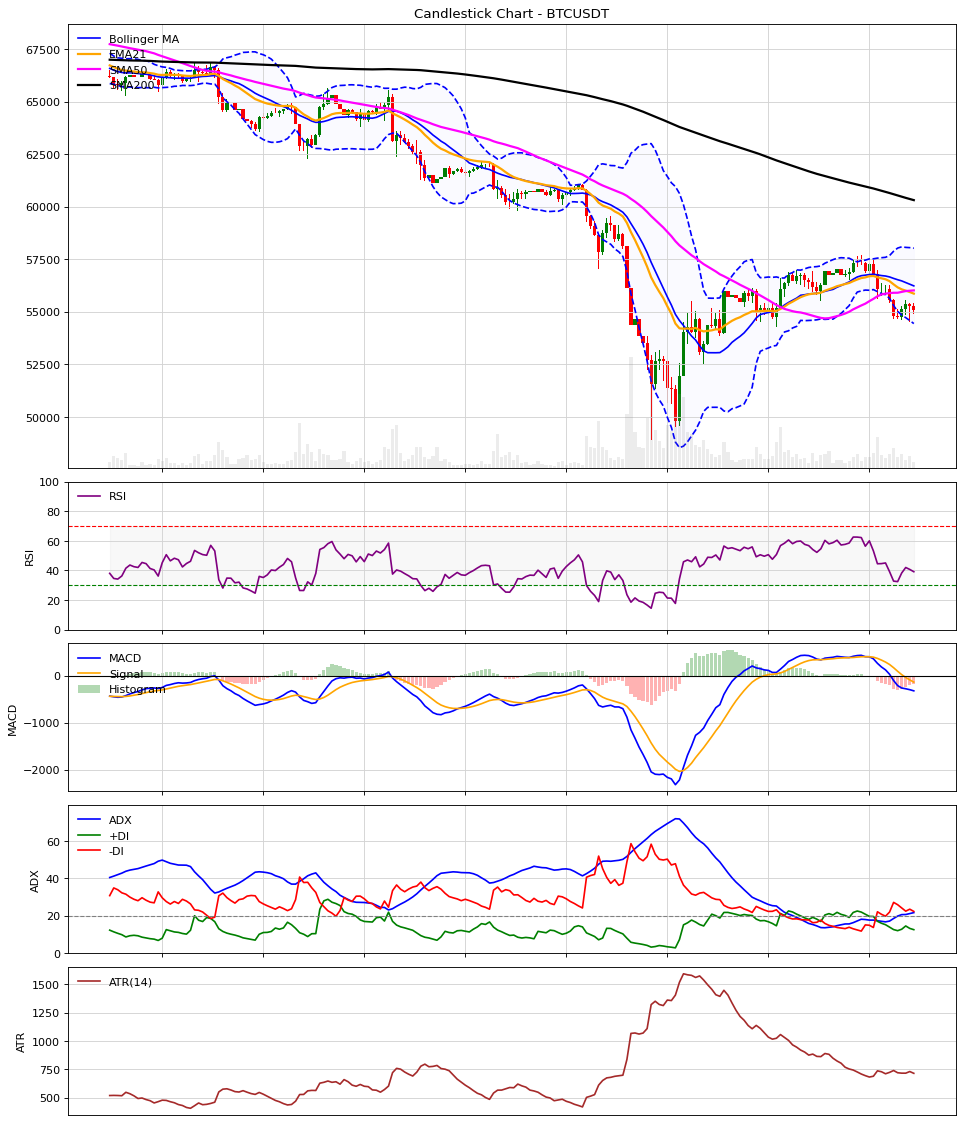 Candlestick Chart - BTCUSDT
Bollinger MA
EMA21
SMA50
SMA200
67500
65000
62500
60000
57500
55000
52500
50000
RSI
RSI
100
80
60
40
20
0
MACD
Signal
Histogram
MACD
0
−1000
−2000
ADX
+DI
-DI
ADX
60
40
20
0
ATR(14)
ATR
1500
1250
1000
750
500